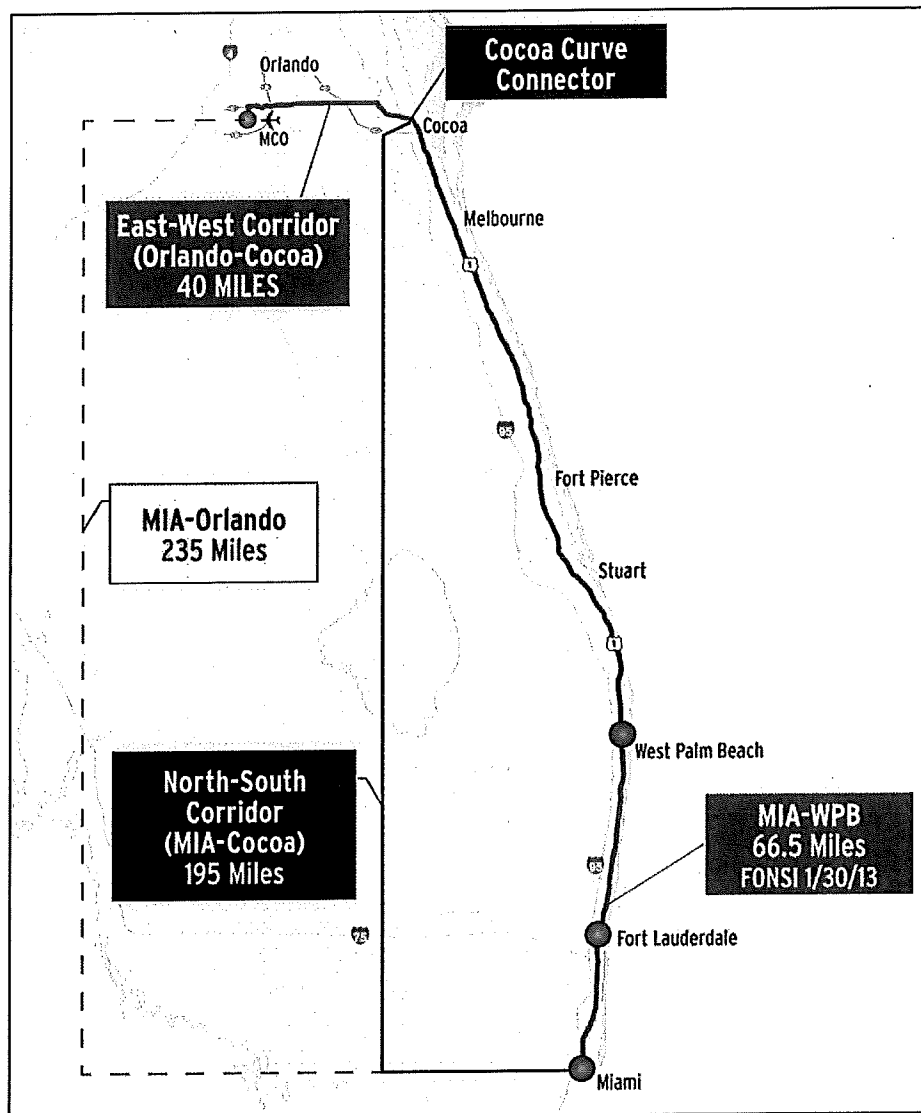 Cocoa Curve
Connector
4
Orlando
MCO
Cocoa
East-West Corridor
(Orlando-Cocoa)
40 MILES
Melbourne
1
95
Fort Pierce
MIA-Orlando
235 Miles
Stuart
1
West Palm Beach
North-South
Corridor
(MIA-Cocoa)
195 Miles
MIA-WPB
66.5 Miles
FONSI 1/30/13
95
75
Fort Lauderdale
Miami